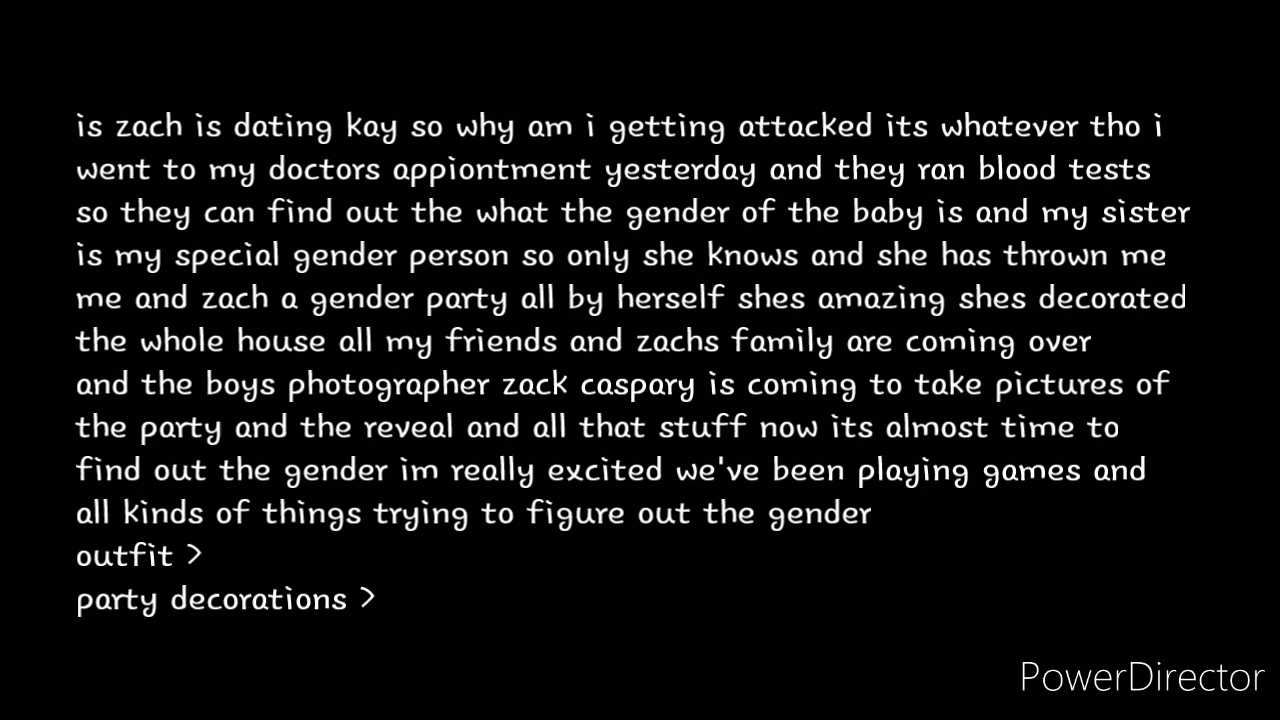 is zach is dating kay so why am i getting attacked its whatever tho i
went to my doctors appiontment yesterday and they ran blood tests
so they can find out the what the gender of the baby is and my sister
is my special gender person so only she knows and she has thrown me
me and zach a gender party all by herself shes amazing shes decorated
the whole house all my friends and zachs family are coming over
and the boys photographer zack caspary is coming to take pictures of
the party and the reveal and all that stuff now its almost time to
find out the gender im really excited we've been playing games and
all kinds of things trying to figure out the gender
outfit >
party decorations >
PowerDirector